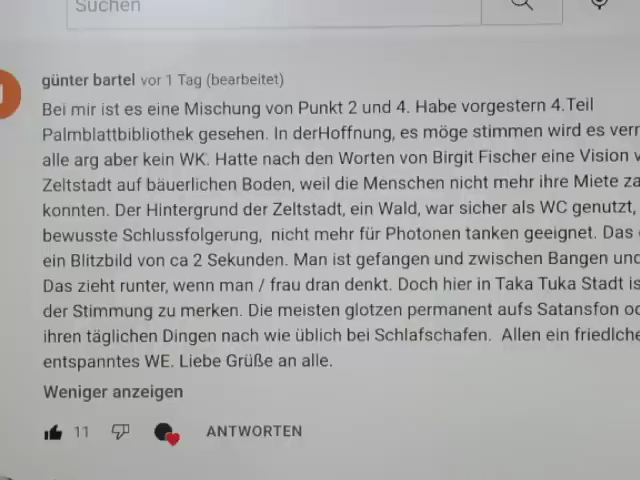 Suchen
günter bartel vor 1 Tag (bearbeitet)
Bei mir ist es eine Mischung von Punkt 2 und 4. Habe vorgestern 4.Teil
Palmblattbibliothek gesehen. In derHoffnung, es möge stimmen wird es
alle arg aber kein WK. Hatte nach den Worten von Birgit Fischer eine Vision
Zeltstadt auf bäuerlichen Boden, weil die Menschen nicht mehr ihre Miete
konnten. Der Hintergrund der Zeltstadt, ein Wald, war sicher als WC genutzt,
bewusste Schlussfolgerung, nicht mehr für Photonen tanken geeignet. Das
ein Blitzbild von ca 2 Sekunden. Man ist gefangen und zwischen Bangen und
Das zieht runter, wenn man / frau dran denkt. Doch hier in Taka Tuka Stadt
der Stimmung zu merken. Die meisten glotzen permanent aufs Satansfon
ihren täglichen Dingen nach wie üblich bei Schlafschafen. Allen ein
entspanntes WE. Liebe Grüße an alle.
Weniger anzeigen
11 ANTWORTEN